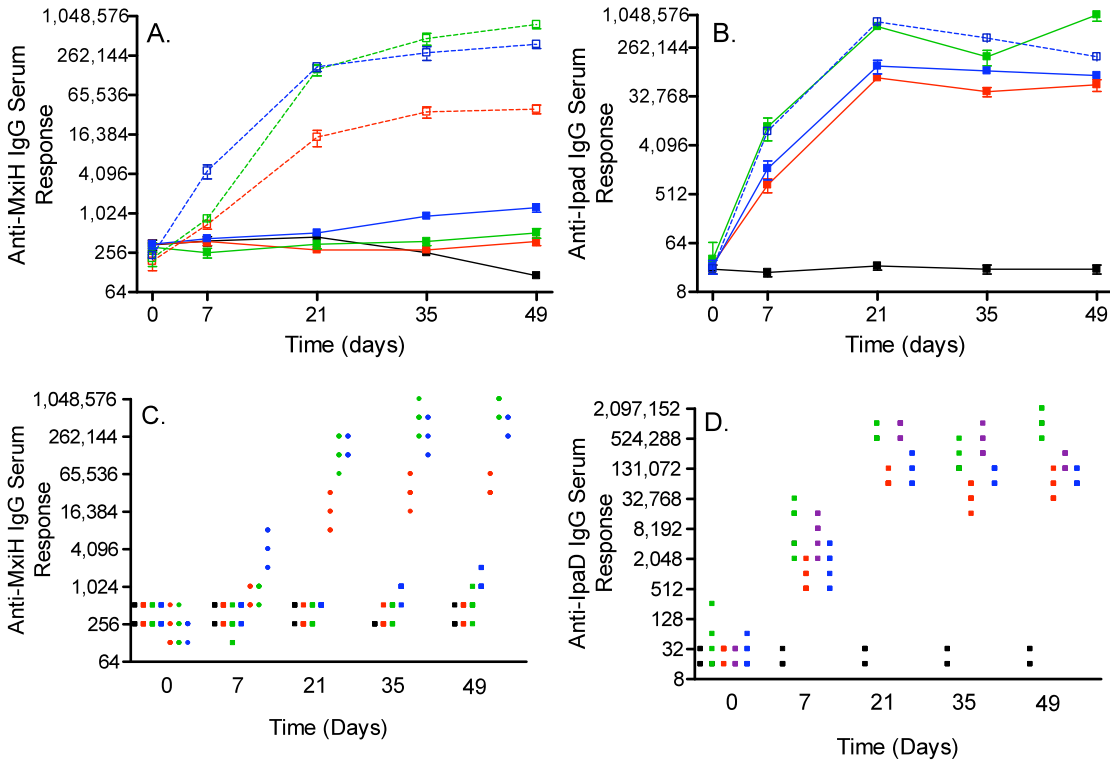 A.
1,048,576
262,144
65,536
16,384
4,096
1,024
256
64
Anti-MxiH IgG Serum
Response
0 7 21 35 49
Time (days)
B.
1,048,576
262,144
32,768
4,096
512
64
8
Anti-Ipad IgG Serum
Response
0 7 21 35 49
Time (days)
C.
1,048,576
262,144
65,536
16,384
4,096
1,024
256
64
Anti-MxiH IgG Serum
Response
0 7 21 35 49
Time (Days)
D.
2,097,152
524,288
131,072
32,768
8,192
2,048
512
128
32
8
Anti-IpaD IgG Serum
Response
0 7 21 35 49
Time (Days)